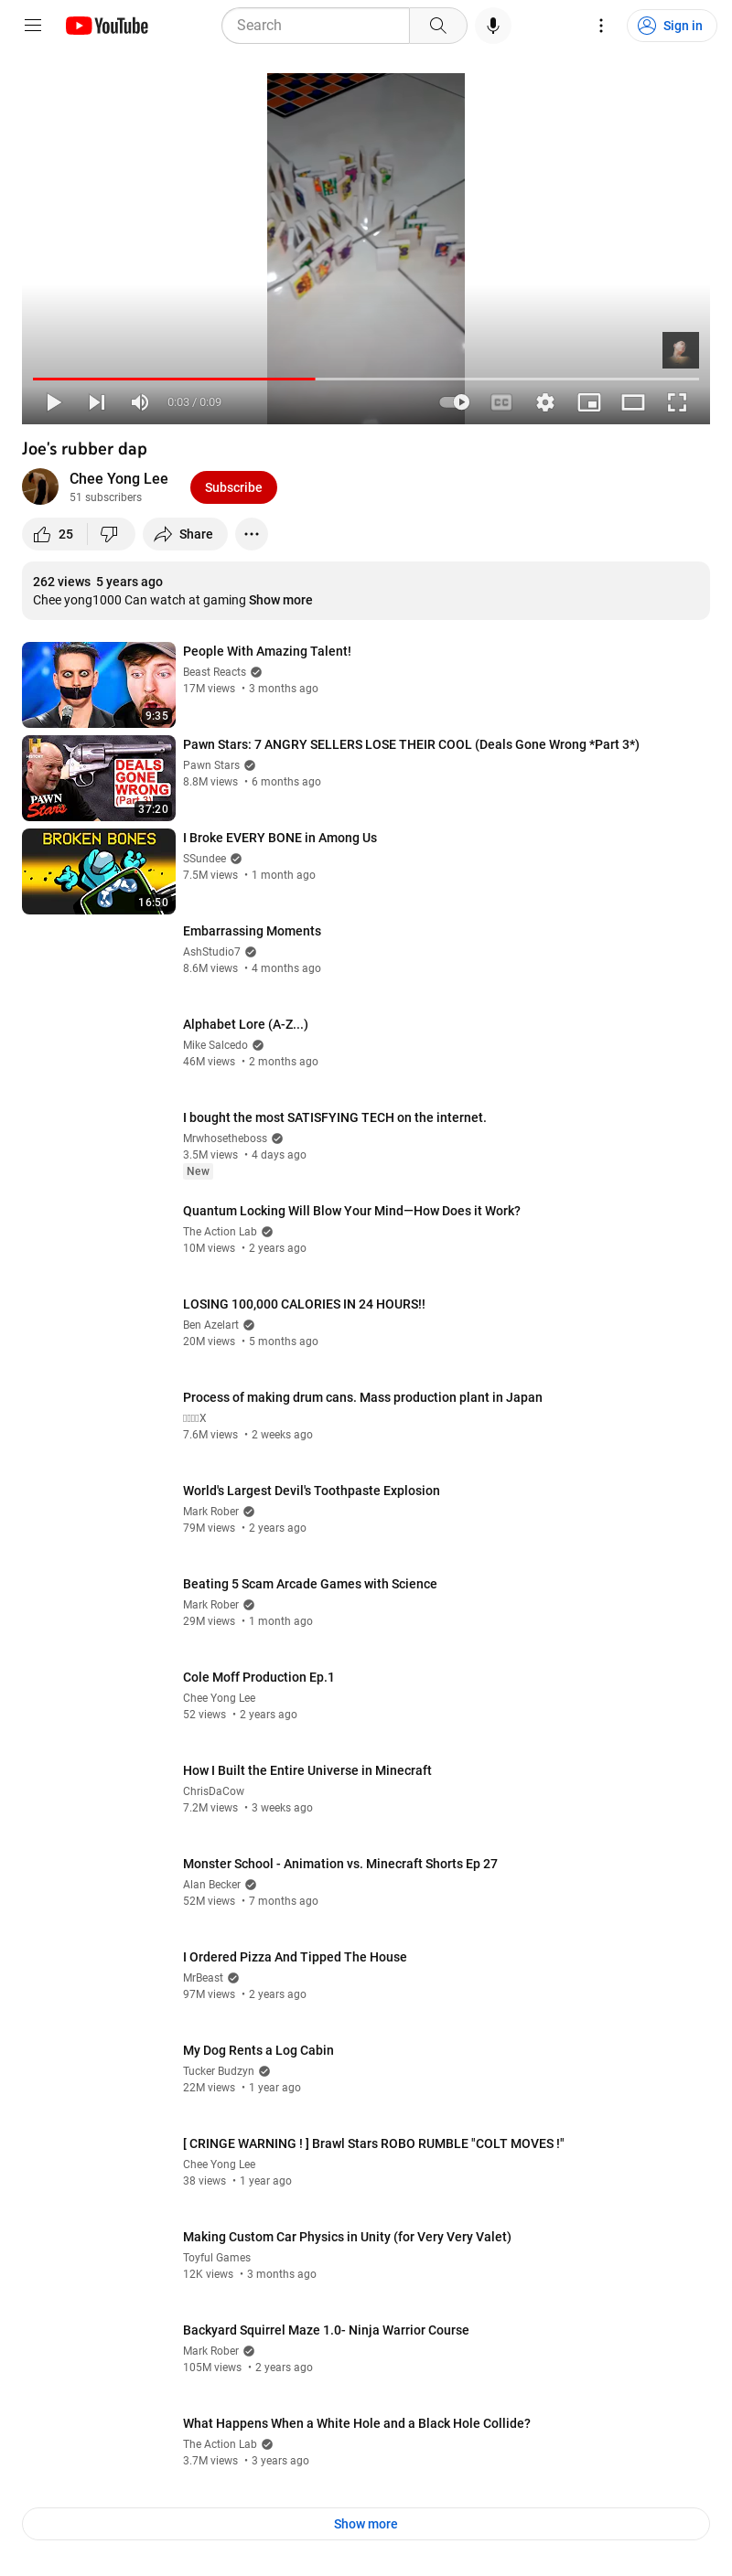 YouTube
Search
Sign in
0:03 / 0:09
CC
Joe's rubber dap
Chee Yong Lee
51 subscribers
Subscribe
25
Share
262 views 5 years ago
Chee yong1000 Can watch at gaming Show more
9:35
People With Amazing Talent!
Beast Reacts
17M views • 3 months ago
DEALS
GONE
WRONG
(Part 3)
PAWN
Stars
37:20
Pawn Stars: 7 ANGRY SELLERS LOSE THEIR COOL (Deals Gone Wrong *Part 3*)
Pawn Stars
8.8M views • 6 months ago
BROKEN BONES
16:50
I Broke EVERY BONE in Among Us
SSundee
7.5M views • 1 month ago
Embarrassing Moments
AshStudio7
8.6M views • 4 months ago
Alphabet Lore (A-Z...)
Mike Salcedo
46M views • 2 months ago
I bought the most SATISFYING TECH on the internet.
Mrwhosetheboss
3.5M views • 4 days ago
New
Quantum Locking Will Blow Your Mind—How Does it Work?
The Action Lab
10M views • 2 years ago
LOSING 100,000 CALORIES IN 24 HOURS!!
Ben Azelart
20M views • 5 months ago
Process of making drum cans. Mass production plant in Japan
X
7.6M views • 2 weeks ago
World's Largest Devil's Toothpaste Explosion
Mark Rober
79M views • 2 years ago
Beating 5 Scam Arcade Games with Science
Mark Rober
29M views • 1 month ago
Cole Moff Production Ep.1
Chee Yong Lee
52 views • 2 years ago
How I Built the Entire Universe in Minecraft
ChrisDaCow
7.2M views • 3 weeks ago
Monster School - Animation vs. Minecraft Shorts Ep 27
Alan Becker
52M views • 7 months ago
I Ordered Pizza And Tipped The House
MrBeast
97M views • 2 years ago
My Dog Rents a Log Cabin
Tucker Budzyn
22M views • 1 year ago
[ CRINGE WARNING ! ] Brawl Stars ROBO RUMBLE "COLT MOVES !"
Chee Yong Lee
38 views • 1 year ago
Making Custom Car Physics in Unity (for Very Very Valet)
Toyful Games
12K views • 3 months ago
Backyard Squirrel Maze 1.0- Ninja Warrior Course
Mark Rober
105M views • 2 years ago
What Happens When a White Hole and a Black Hole Collide?
The Action Lab
3.7M views • 3 years ago
Show more